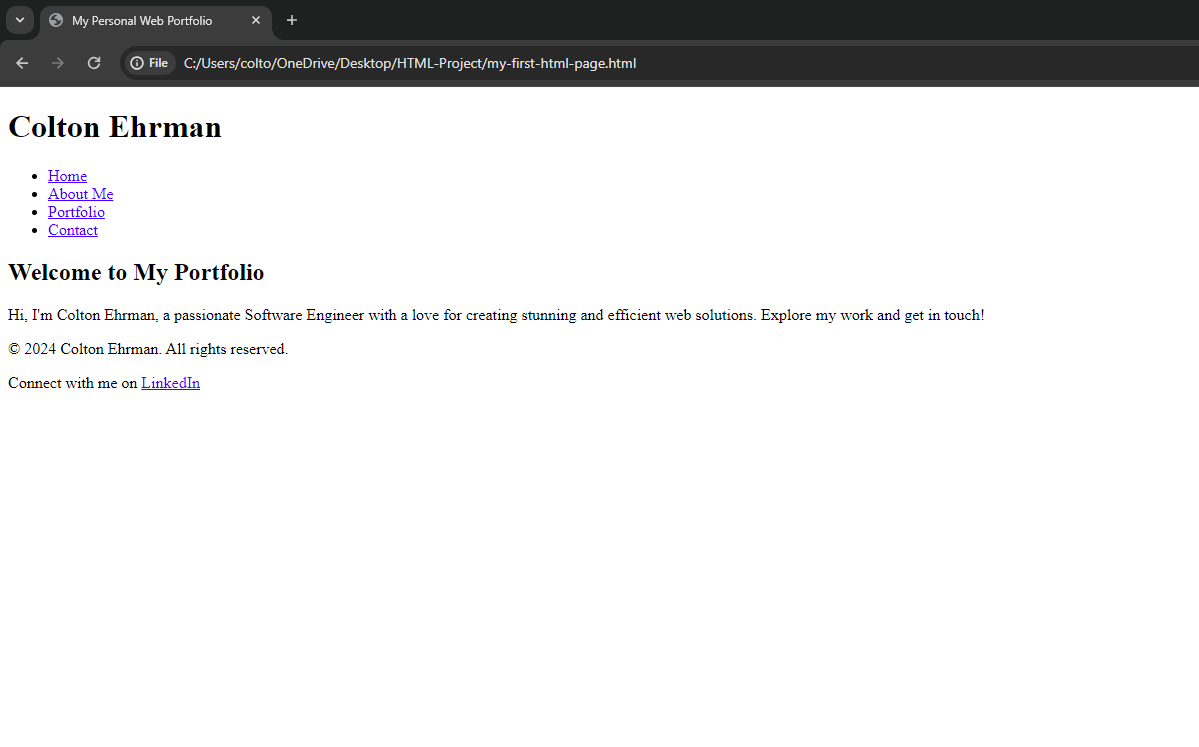 My Personal Web Portfolio
File C:/Users/colto/OneDrive/Desktop/HTML-Project/my-first-html-page.html
Colton Ehrman
Home
About Me
Portfolio
Contact
Welcome to My Portfolio
Hi, I'm Colton Ehrman, a passionate Software Engineer with a love for creating stunning and efficient web solutions. Explore my work and get in touch!
© 2024 Colton Ehrman. All rights reserved.
Connect with me on LinkedIn